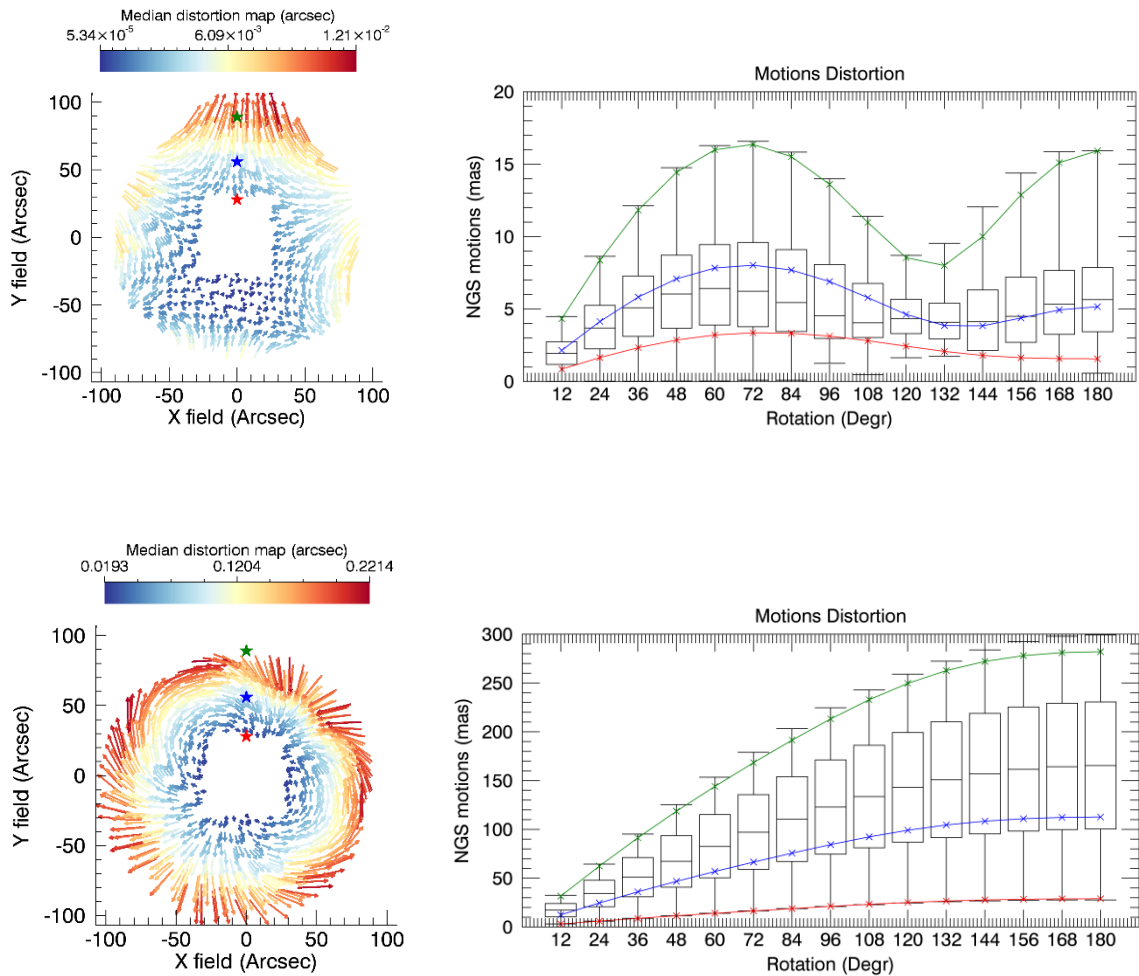 Median distortion map (arcsec)
5.34×10⁻⁵ 6.09×10⁻³ 1.21×10⁻²
100
50
0
-50
-100
Y field (Arcsec)
-100 -50 0 50 100
X field (Arcsec)
Motions Distortion
20
15
10
5
0
NGS motions (mas)
12 24 36 48 60 72 84 96 108 120 132 144 156 168 180
Rotation (Degr)
Median distortion map (arcsec)
0.0193 0.1204 0.2214
100
50
0
-50
-100
Y field (Arcsec)
-100 -50 0 50 100
X field (Arcsec)
Motions Distortion
300
250
200
150
100
50
0
NGS motions (mas)
12 24 36 48 60 72 84 96 108 120 132 144 156 168 180
Rotation (Degr)